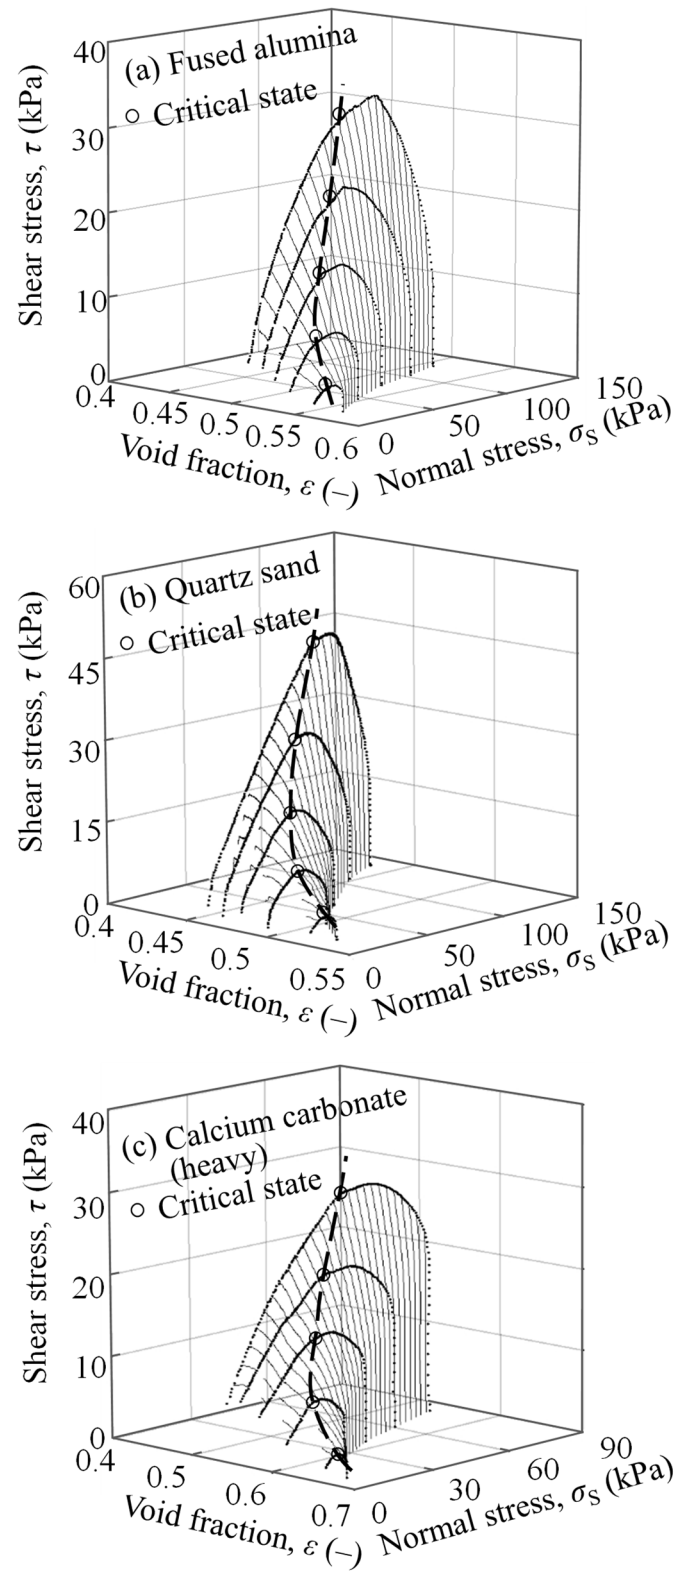 (a) Fused alumina
Critical state
Shear stress, τ (kPa)
40
30
20
10
0
0.4
0.45
0.5
0.55
0.6
Void fraction, ε (–)
0
50
100
150
Normal stress, σS (kPa)
(b) Quartz sand
Critical state
Shear stress, τ (kPa)
60
45
30
15
0
0.4
0.45
0.5
0.55
Void fraction, ε (–)
0
50
100
150
Normal stress, σS (kPa)
(c) Calcium carbonate
(heavy)
Critical state
Shear stress, τ (kPa)
40
30
20
10
0
0.4
0.5
0.6
0.7
Void fraction, ε (–)
0
30
60
90
Normal stress, σS (kPa)